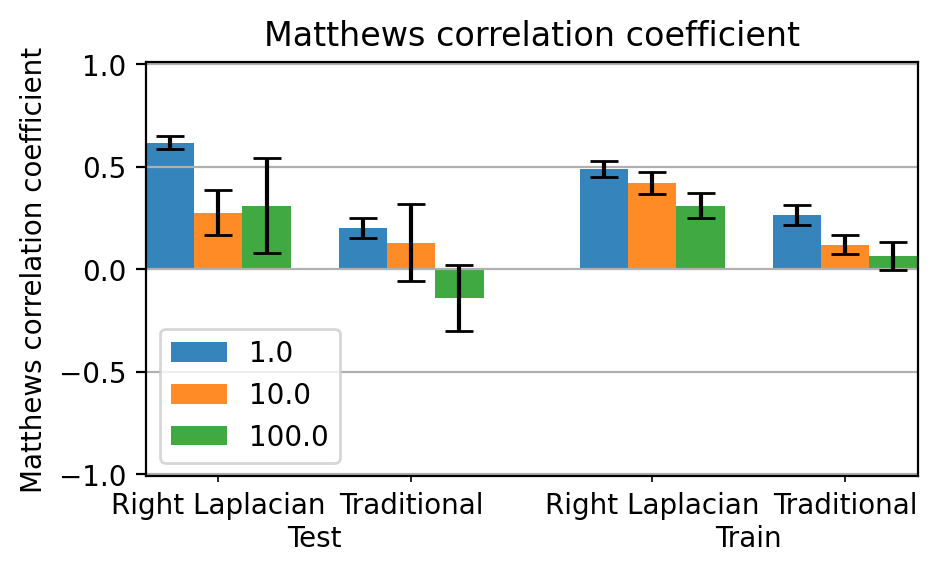 Matthews correlation coefficient
Matthews correlation coefficient
1.0
0.5
0.0
−0.5
−1.0
1.0
10.0
100.0
Right Laplacian Traditional Right Laplacian Traditional
Test Train